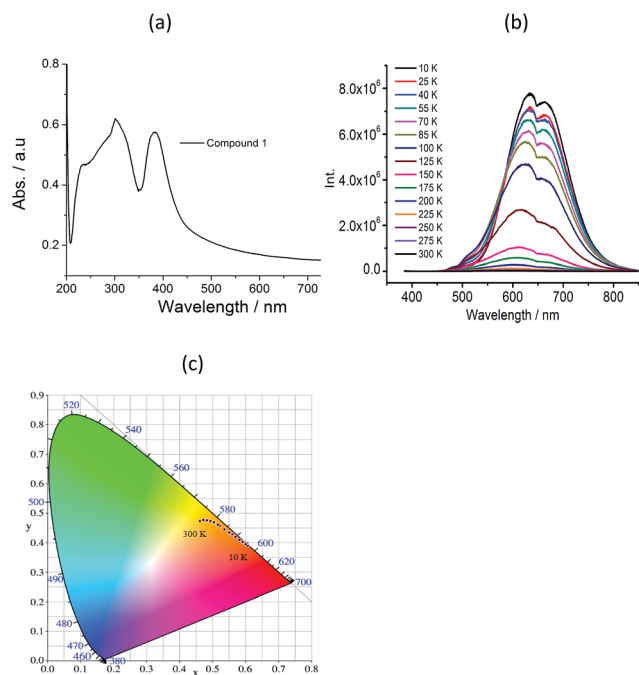 (a)
0.8
0.6
0.4
0.2
Abs. / a.u
Compound 1
200 300 400 500 600 700
Wavelength / nm
(b)
10 K
25 K
40 K
55 K
70 K
85 K
100 K
125 K
150 K
175 K
200 K
225 K
250 K
275 K
300 K
8.0x10⁶
6.0x10⁶
4.0x10⁶
2.0x10⁶
0.0
Int.
400 500 600 700 800
Wavelength / nm
(c)
0.9
0.8
0.7
0.6
0.5
0.4
0.3
0.2
0.1
0.0
y
0.0 0.1 0.2 0.3 0.4 0.5 0.6 0.7 0.8
x
520
540
560
580
600
620
700
500
490
480
470
460
380
300 K
10 K